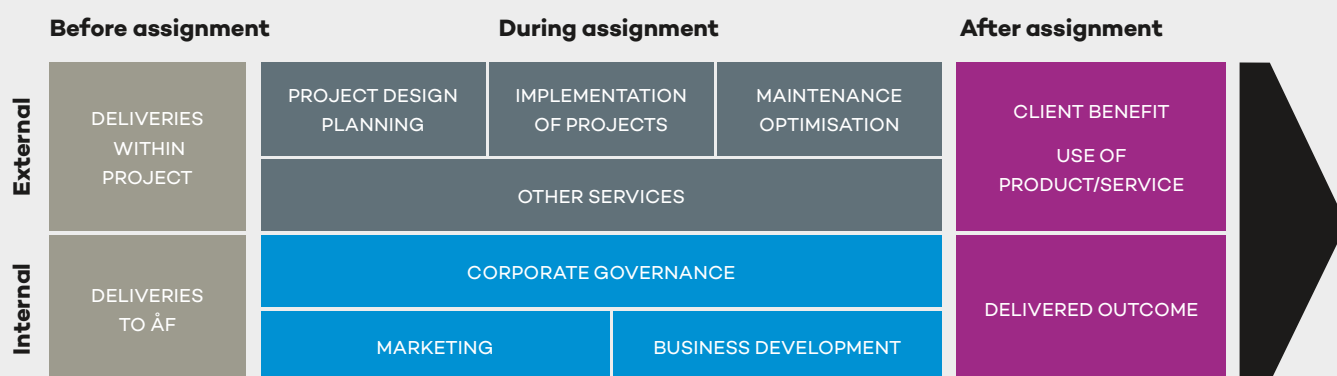 Before assignment
During assignment
After assignment
External
DELIVERIES
WITHIN
PROJECT
PROJECT DESIGN
PLANNING
IMPLEMENTATION
OF PROJECTS
MAINTENANCE
OPTIMISATION
OTHER SERVICES
CLIENT BENEFIT
USE OF
PRODUCT/SERVICE
Internal
DELIVERIES
TO ÅF
CORPORATE GOVERNANCE
MARKETING
BUSINESS DEVELOPMENT
DELIVERED OUTCOME